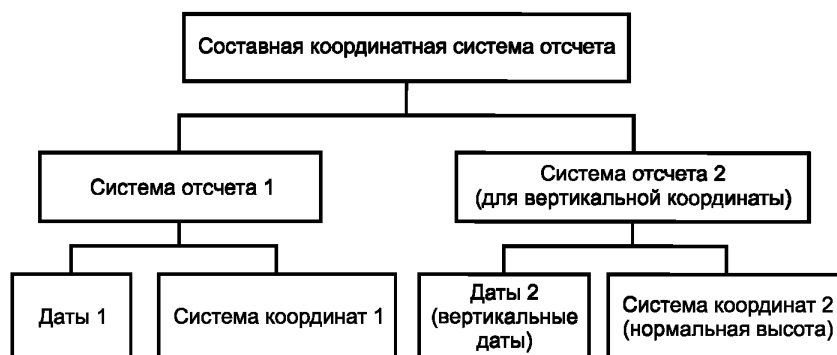 Составная координатная система отсчета
Система отсчета 1
Система отсчета 2
(для вертикальной координаты)
Даты 1
Система координат 1
Даты 2
(вертикальные
даты)
Система координат 2
(нормальная высота)